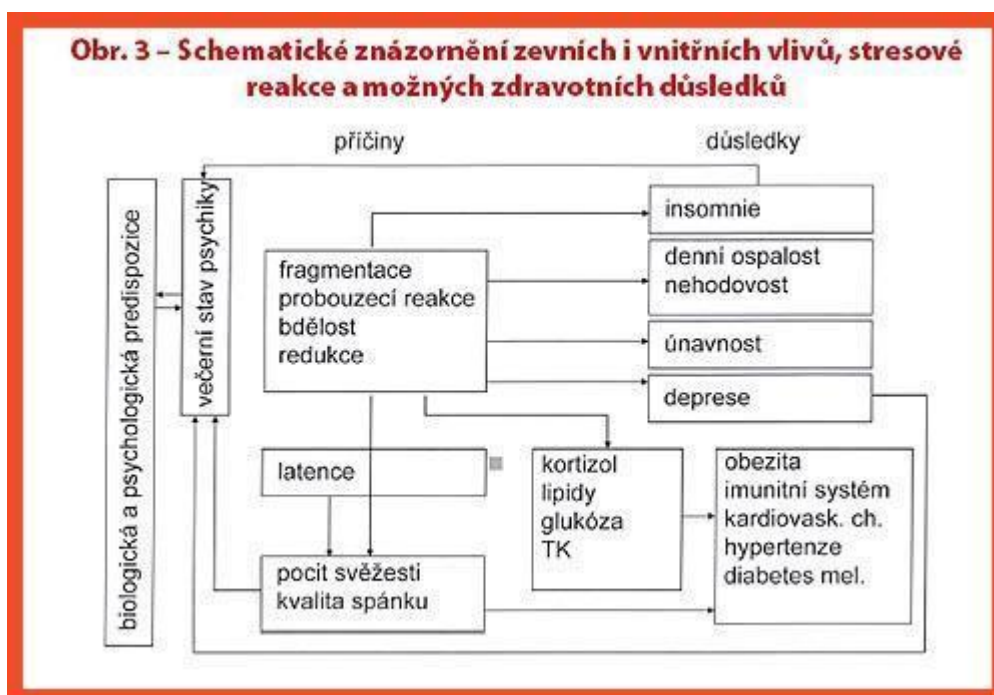 Obr. 3 – Schematické znázornění zevních i vnitřních vlivů, stresové
reakce a možných zdravotních důsledků
příčiny
důsledky
biologická a psychologická predispozice
večerní stav psychiky
fragmentace
probouzecí reakce
bdělost
redukce
insomnie
denní ospalost
nehodovost
únavnost
deprese
latence
kortizol
lipidy
glukóza
TK
obezita
imunitní systém
kardiovask. ch.
hypertenze
diabetes mel.
pocit svěžesti
kvalita spánku